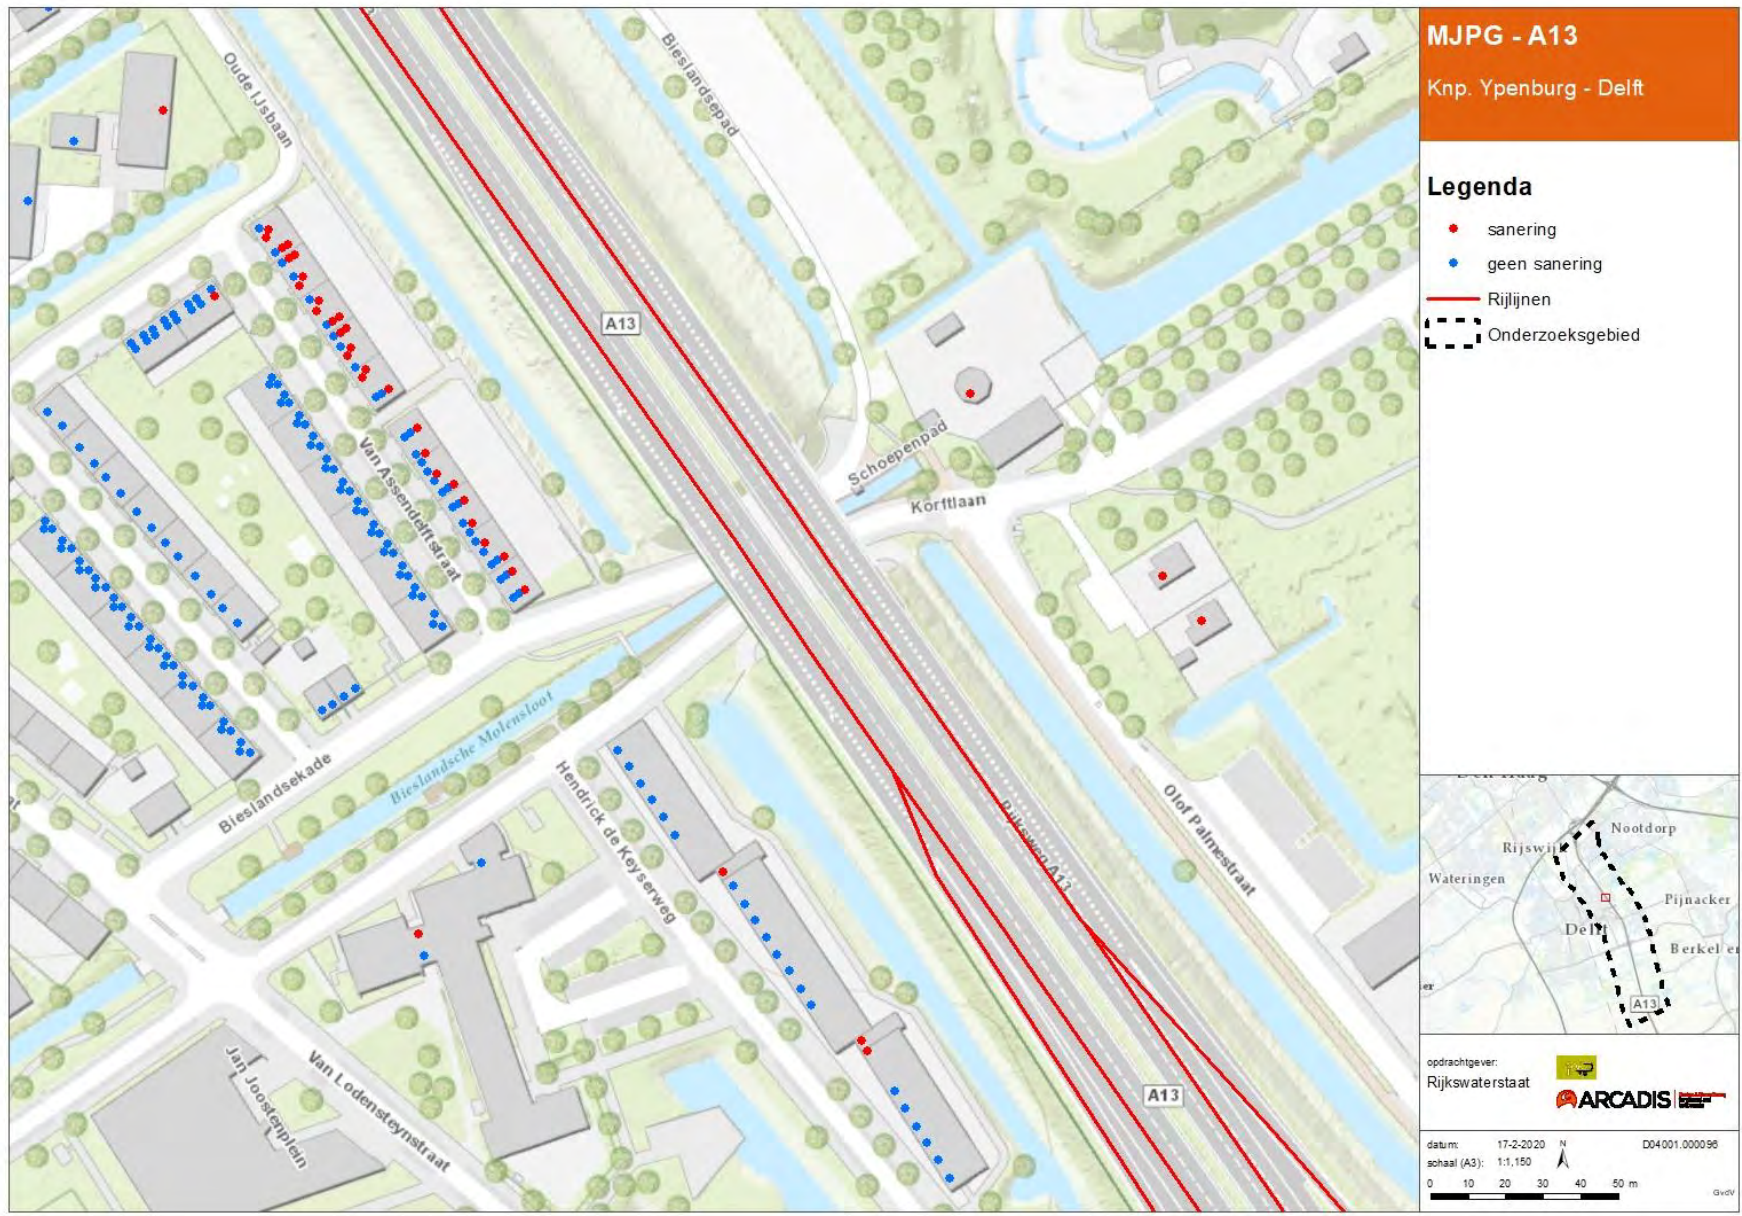 MJPG - A13
Knp. Ypenburg - Delft
Legenda
sanering
geen sanering
Rijlijnen
Onderzoeksgebied
Oude IJsbaan
Bieslandsepad
A13
Van Assendelftstraat
Schoepenpad
Korftlaan
Bieslandsche Molensloot
Bieslandsekade
Hendrick de Keyserweg
Rijksweg A13
Olof Palmestraat
Jan Joostenplein
Van Lodensteynstraat
A13
Nootdorp
Rijswijk
Wateringen
Pijnacker
Delft
Berkel en
A13
opdrachtgever:
Rijkswaterstaat
ARCADIS
datum: 17-2-2020 N D04001.000096
schaal (A3): 1:1,150
0 10 20 30 40 50 m
GvdV